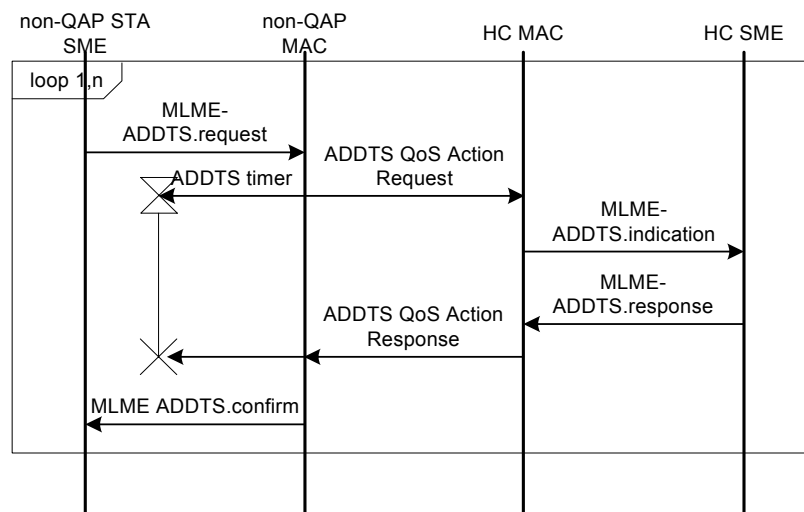 non-QAP STA
SME
non-QAP
MAC
HC MAC
HC SME
loop 1,n
MLME-
ADDTS.request
ADDTS timer
ADDTS QoS Action
Request
MLME-
ADDTS.indication
MLME-
ADDTS.response
ADDTS QoS Action
Response
MLME ADDTS.confirm